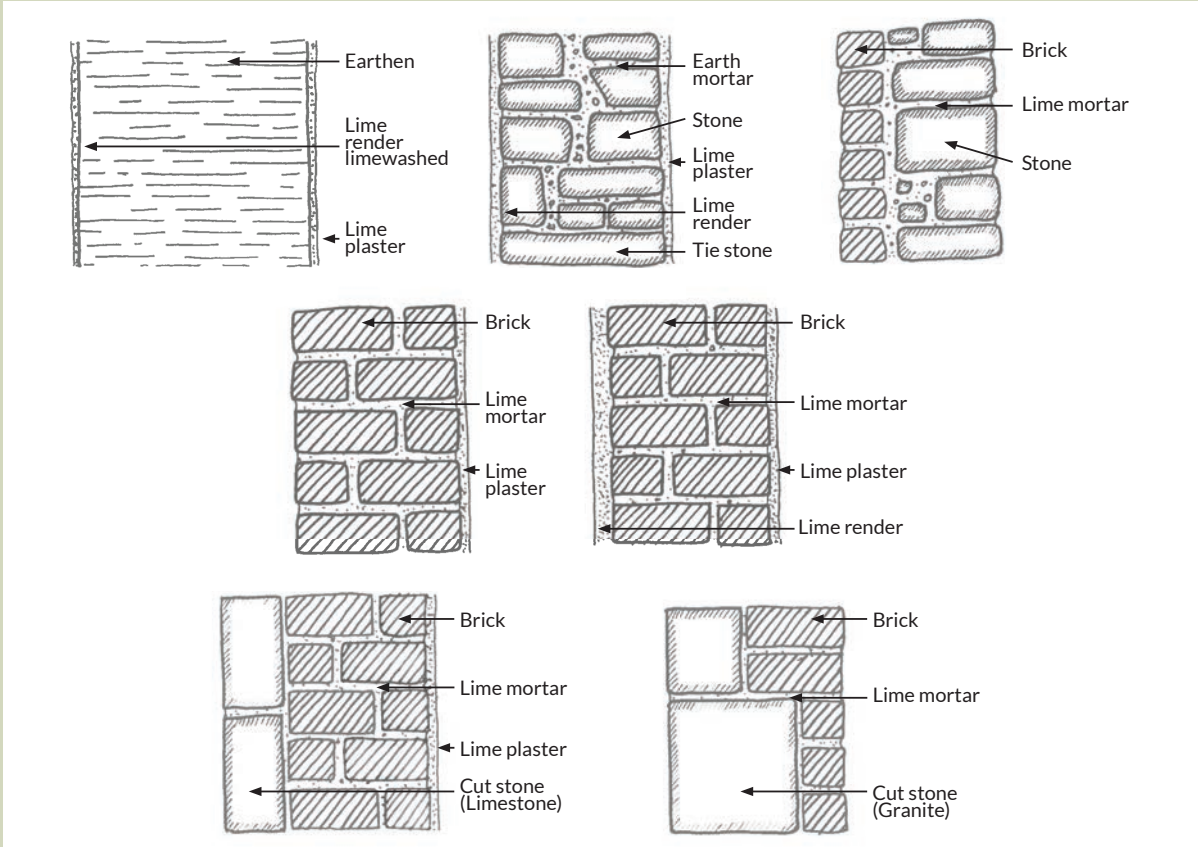 Earthen
Lime
render
limewashed
Lime
plaster
Earth
mortar
Stone
Lime
plaster
Lime
render
Tie stone
Brick
Lime mortar
Stone
Brick
Lime
mortar
Lime
plaster
Brick
Lime mortar
Lime plaster
Lime render
Brick
Lime mortar
Lime plaster
Cut stone
(Limestone)
Brick
Lime mortar
Cut stone
(Granite)